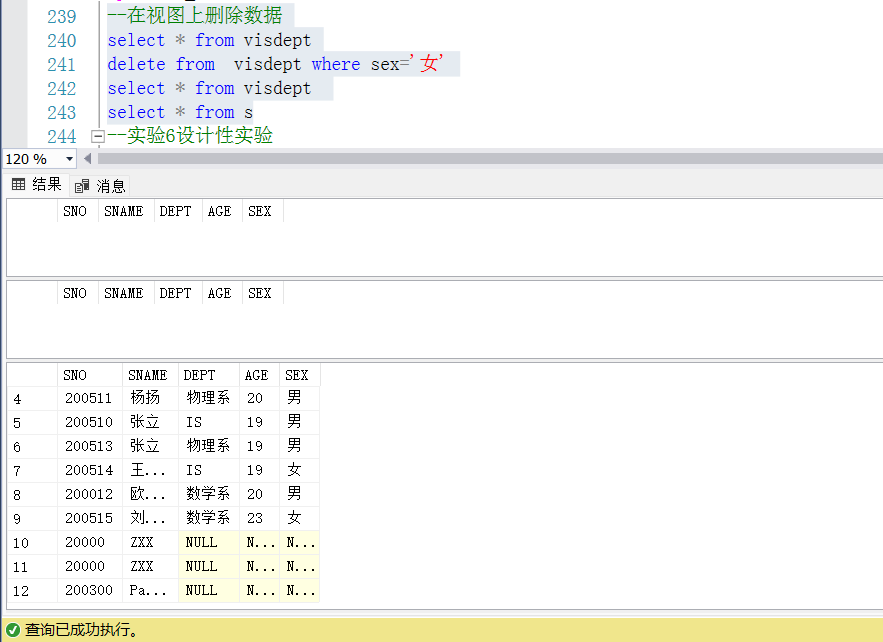 239 --在视图上删除数据
240 select * from visdept
241 delete from  visdept where sex='女'
242 select * from visdept
243 select * from s
244 --实验6设计性实验
120 %
结果 消息
SNO SNAME DEPT AGE SEX
SNO SNAME DEPT AGE SEX
SNO SNAME DEPT AGE SEX
4 200511 杨扬 物理系 20 男
5 200510 张立 IS 19 男
6 200513 张立 物理系 19 男
7 200514 王... IS 19 女
8 200012 欧... 数学系 20 男
9 200515 刘... 数学系 23 女
10 20000 ZXX NULL N... N...
11 20000 ZXX NULL N... N...
12 200300 Pa... NULL N... N...
查询已成功执行。